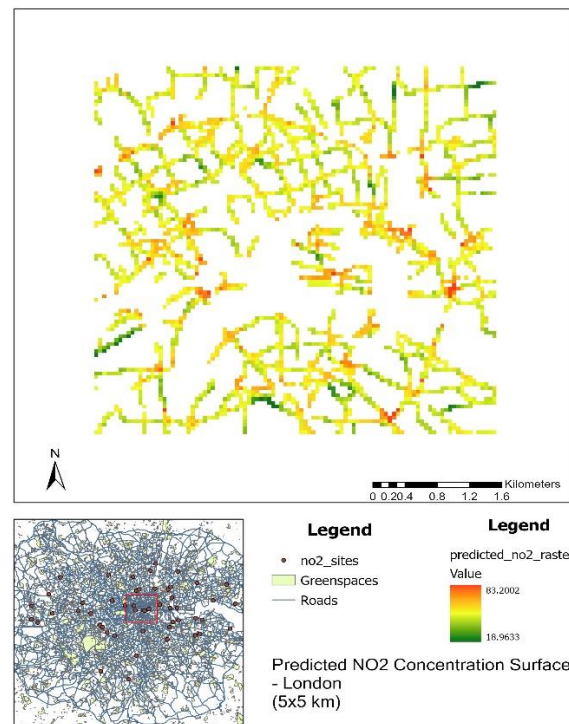 N
Kilometers
0 0.2 0.4 0.8 1.2 1.6
Legend
no2_sites
Greenspaces
Roads
Legend
predicted_no2_raste
Value
83.2002
18.9633
Predicted NO2 Concentration Surface
- London
(5x5 km)